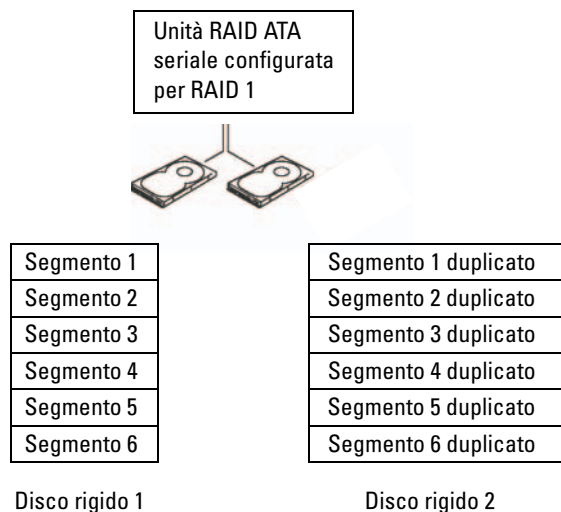 Unità RAID ATA
seriale configurata
per RAID 1
Segmento 1
Segmento 1 duplicato
Segmento 2
Segmento 2 duplicato
Segmento 3
Segmento 3 duplicato
Segmento 4
Segmento 4 duplicato
Segmento 5
Segmento 5 duplicato
Segmento 6
Segmento 6 duplicato
Disco rigido 1
Disco rigido 2